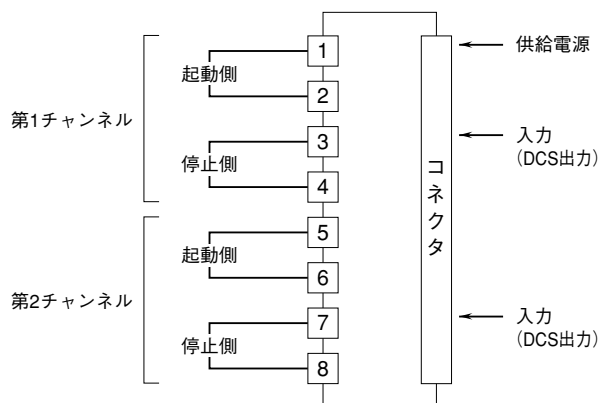 第1チャンネル
起動側
停止側
第2チャンネル
起動側
停止側
1
2
3
4
5
6
7
8
コネクタ
供給電源
入力
（DCS出力）
入力
（DCS出力）